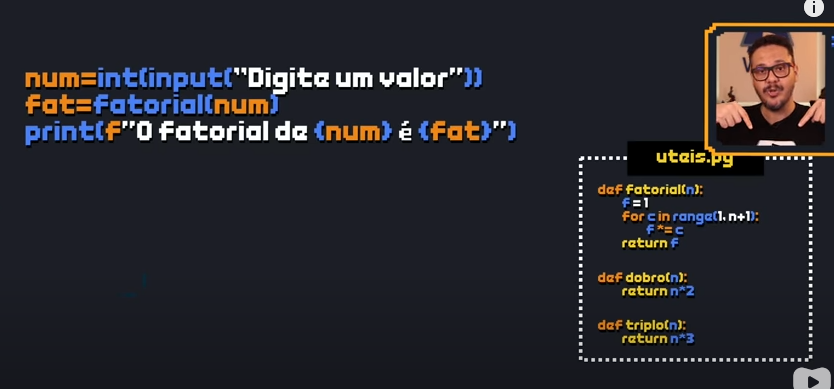 num=int(input("Digite um valor"))
fat=fatorial(num)
print(f"O fatorial de {num} é {fat}")
uteis.py
def fatorial(n):
f = 1
for c in range(1, n+1):
f *= c
return f
def dobro(n):
return n*2
def triplo(n):
return n*3